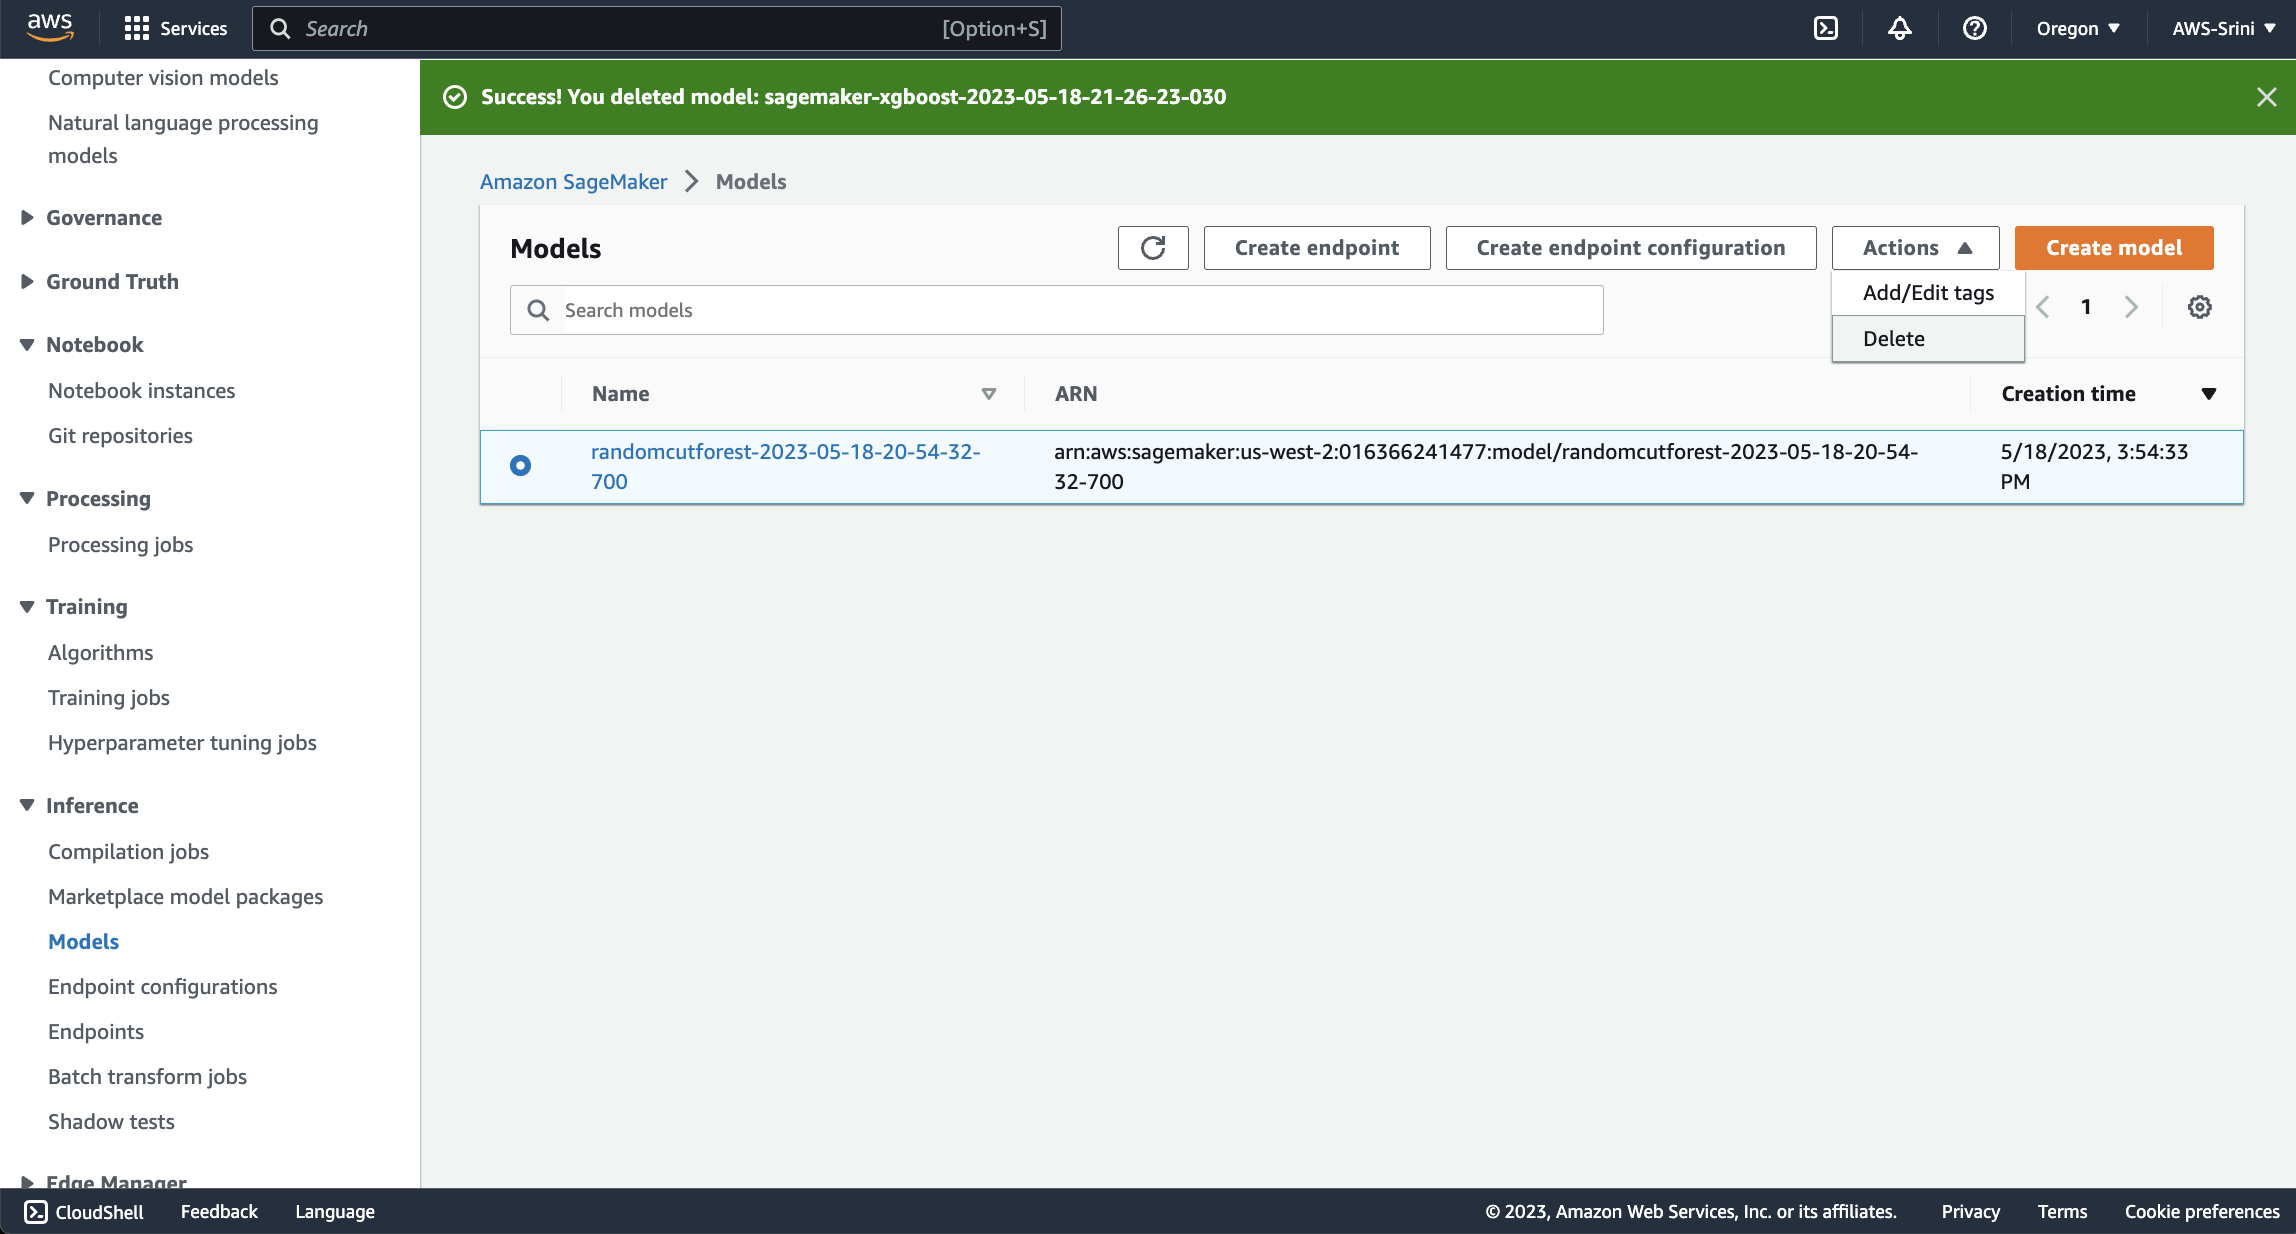 aws
Services
Search
[Option+S]
Oregon
AWS-Srini
Computer vision models
Natural language processing
models
Governance
Ground Truth
Notebook
Notebook instances
Git repositories
Processing
Processing jobs
Training
Algorithms
Training jobs
Hyperparameter tuning jobs
Inference
Compilation jobs
Marketplace model packages
Models
Endpoint configurations
Endpoints
Batch transform jobs
Shadow tests
Edge Manager
Success! You deleted model: sagemaker-xgboost-2023-05-18-21-26-23-030
Amazon SageMaker
Models
Models
Create endpoint
Create endpoint configuration
Actions
Create model
Add/Edit tags
Delete
Search models
1
Name
ARN
Creation time
randomcutforest-2023-05-18-20-54-32-
700
arn:aws:sagemaker:us-west-2:016366241477:model/randomcutforest-2023-05-18-20-54-
32-700
5/18/2023, 3:54:33
PM
CloudShell
Feedback
Language
© 2023, Amazon Web Services, Inc. or its affiliates.
Privacy
Terms
Cookie preferences